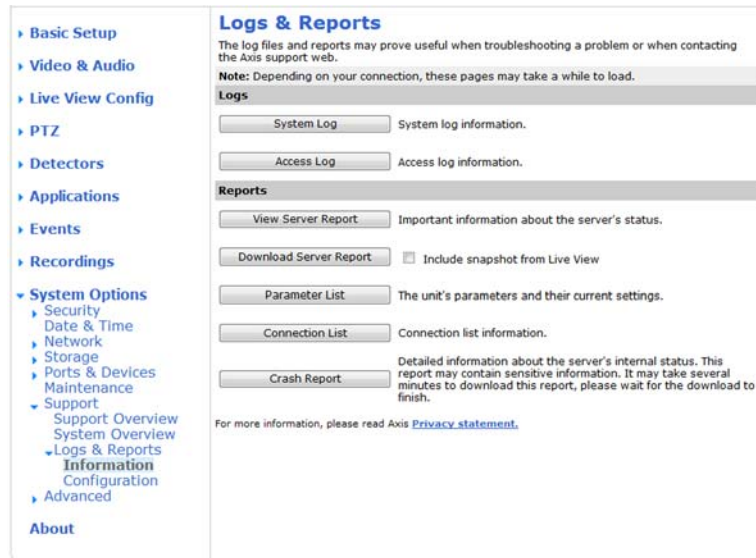 Basic Setup
Video & Audio
Live View Config
PTZ
Detectors
Applications
Events
Recordings
System Options
Security
Date & Time
Network
Storage
Ports & Devices
Maintenance
Support
Support Overview
System Overview
Logs & Reports
Information
Configuration
Advanced
About
Logs & Reports
The log files and reports may prove useful when troubleshooting a problem or when contacting
the Axis support web.
Note: Depending on your connection, these pages may take a while to load.
Logs
System Log System log information.
Access Log Access log information.
Reports
View Server Report Important information about the server's status.
Download Server Report Include snapshot from Live View
Parameter List The unit's parameters and their current settings.
Connection List Connection list information.
Crash Report
Detailed information about the server's internal status. This
report may contain sensitive information. It may take several
minutes to download this report, please wait for the download to
finish.
For more information, please read Axis Privacy statement.